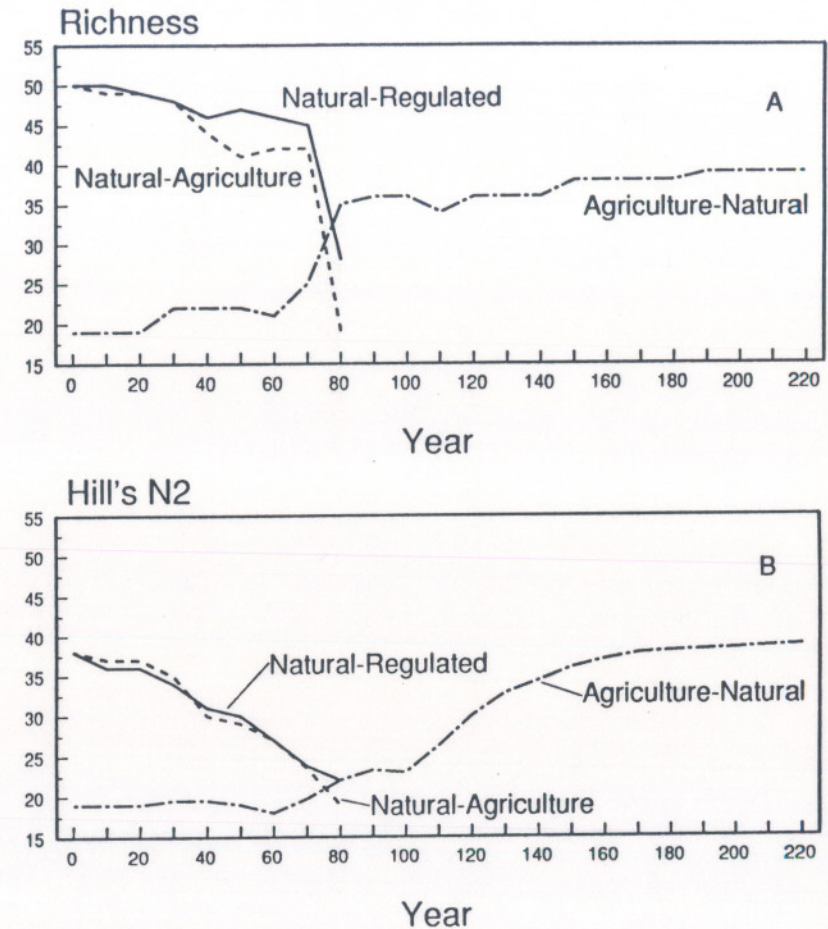 Richness
55
50
45
40
35
30
25
20
15
Natural-Regulated
A
Natural-Agriculture
Agriculture-Natural
0 20 40 60 80 100 120 140 160 180 200 220
Year
Hill's N2
55
50
45
40
35
30
25
20
15
B
Natural-Regulated
Agriculture-Natural
Natural-Agriculture
0 20 40 60 80 100 120 140 160 180 200 220
Year